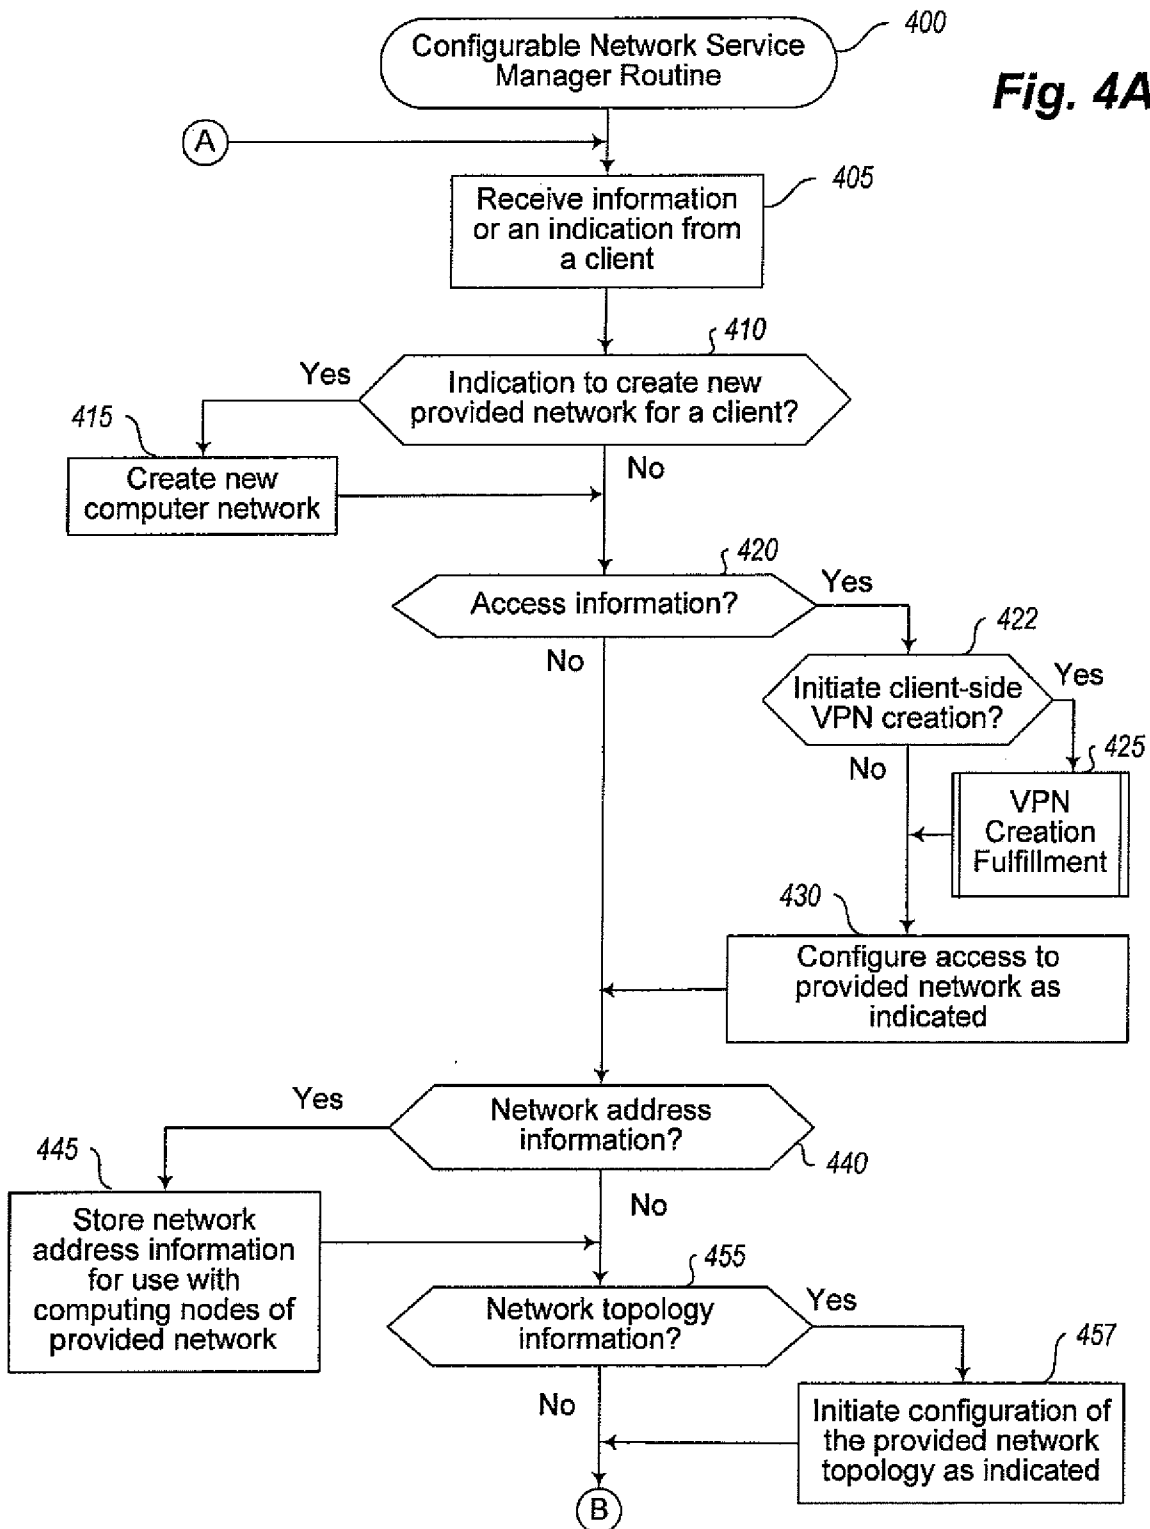 Configurable Network Service
Manager Routine
400
Fig. 4A
A
405
Receive information
or an indication from
a client
410
Yes
Indication to create new
provided network for a client?
415
No
Create new
computer network
420
Yes
Access information?
422
No
Initiate client-side
VPN creation?
Yes
425
No
VPN
Creation
Fulfillment
430
Configure access to
provided network as
indicated
Yes
Network address
information?
445
440
No
Store network
address information
for use with
computing nodes of
provided network
455
Network topology
information?
Yes
457
No
Initiate configuration of
the provided network
topology as indicated
B